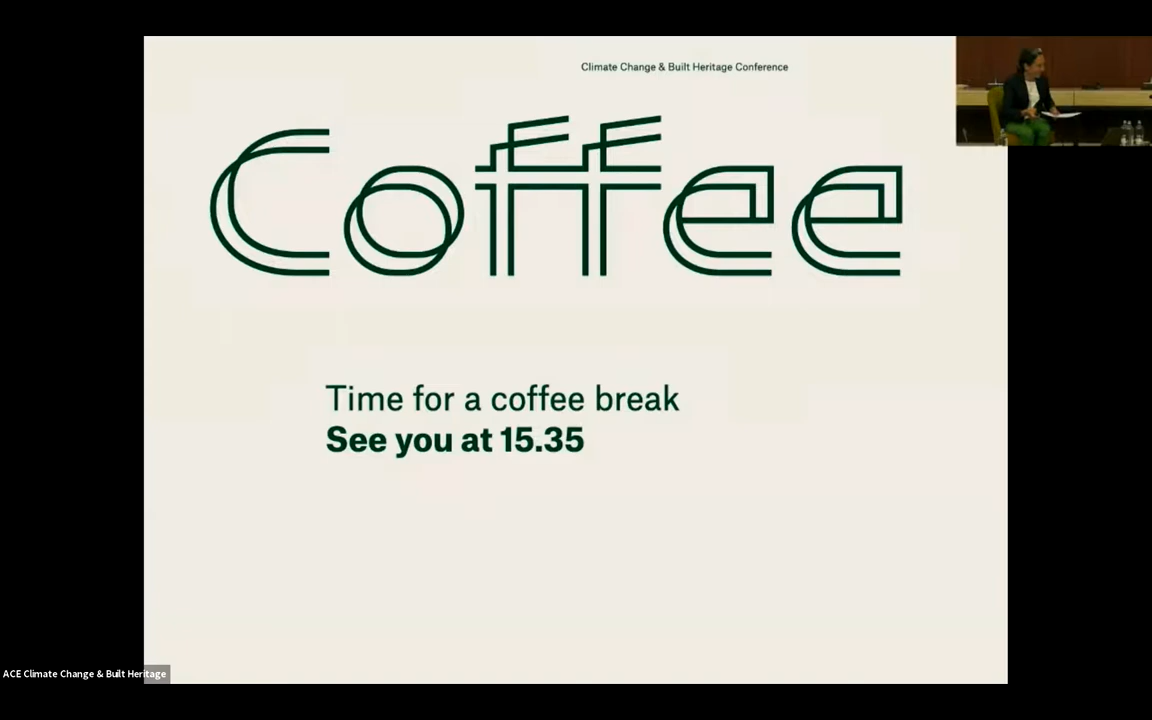 Climate Change & Built Heritage Conference
Coffee
Time for a coffee break
See you at 15.35
ACE Climate Change & Built Heritage